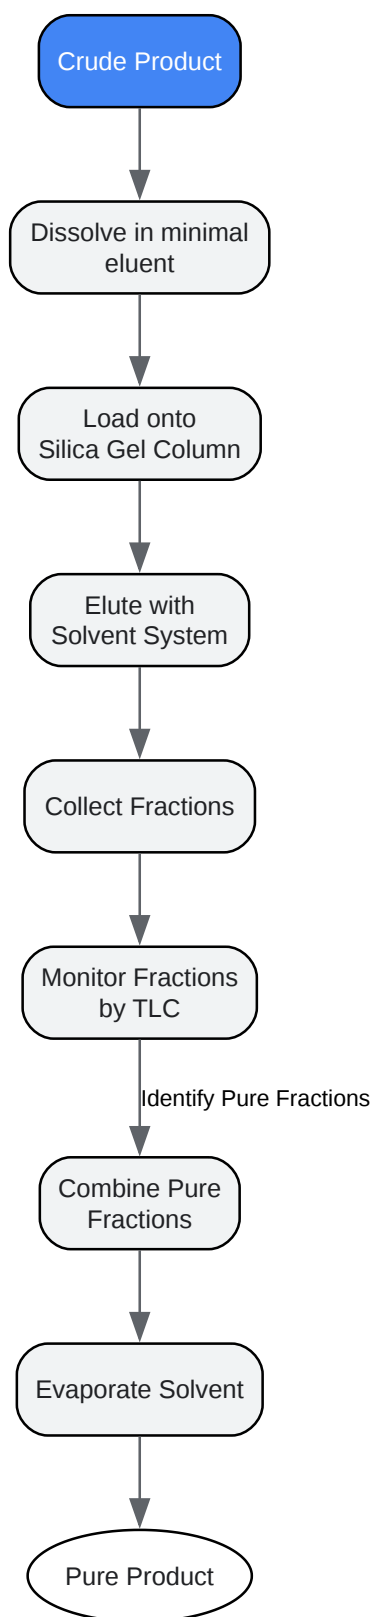 Crude Product
Dissolve in minimal
eluent
Load onto
Silica Gel Column
Elute with
Solvent System
Collect Fractions
Monitor Fractions
by TLC
Identify Pure Fractions
Combine Pure
Fractions
Evaporate Solvent
Pure Product